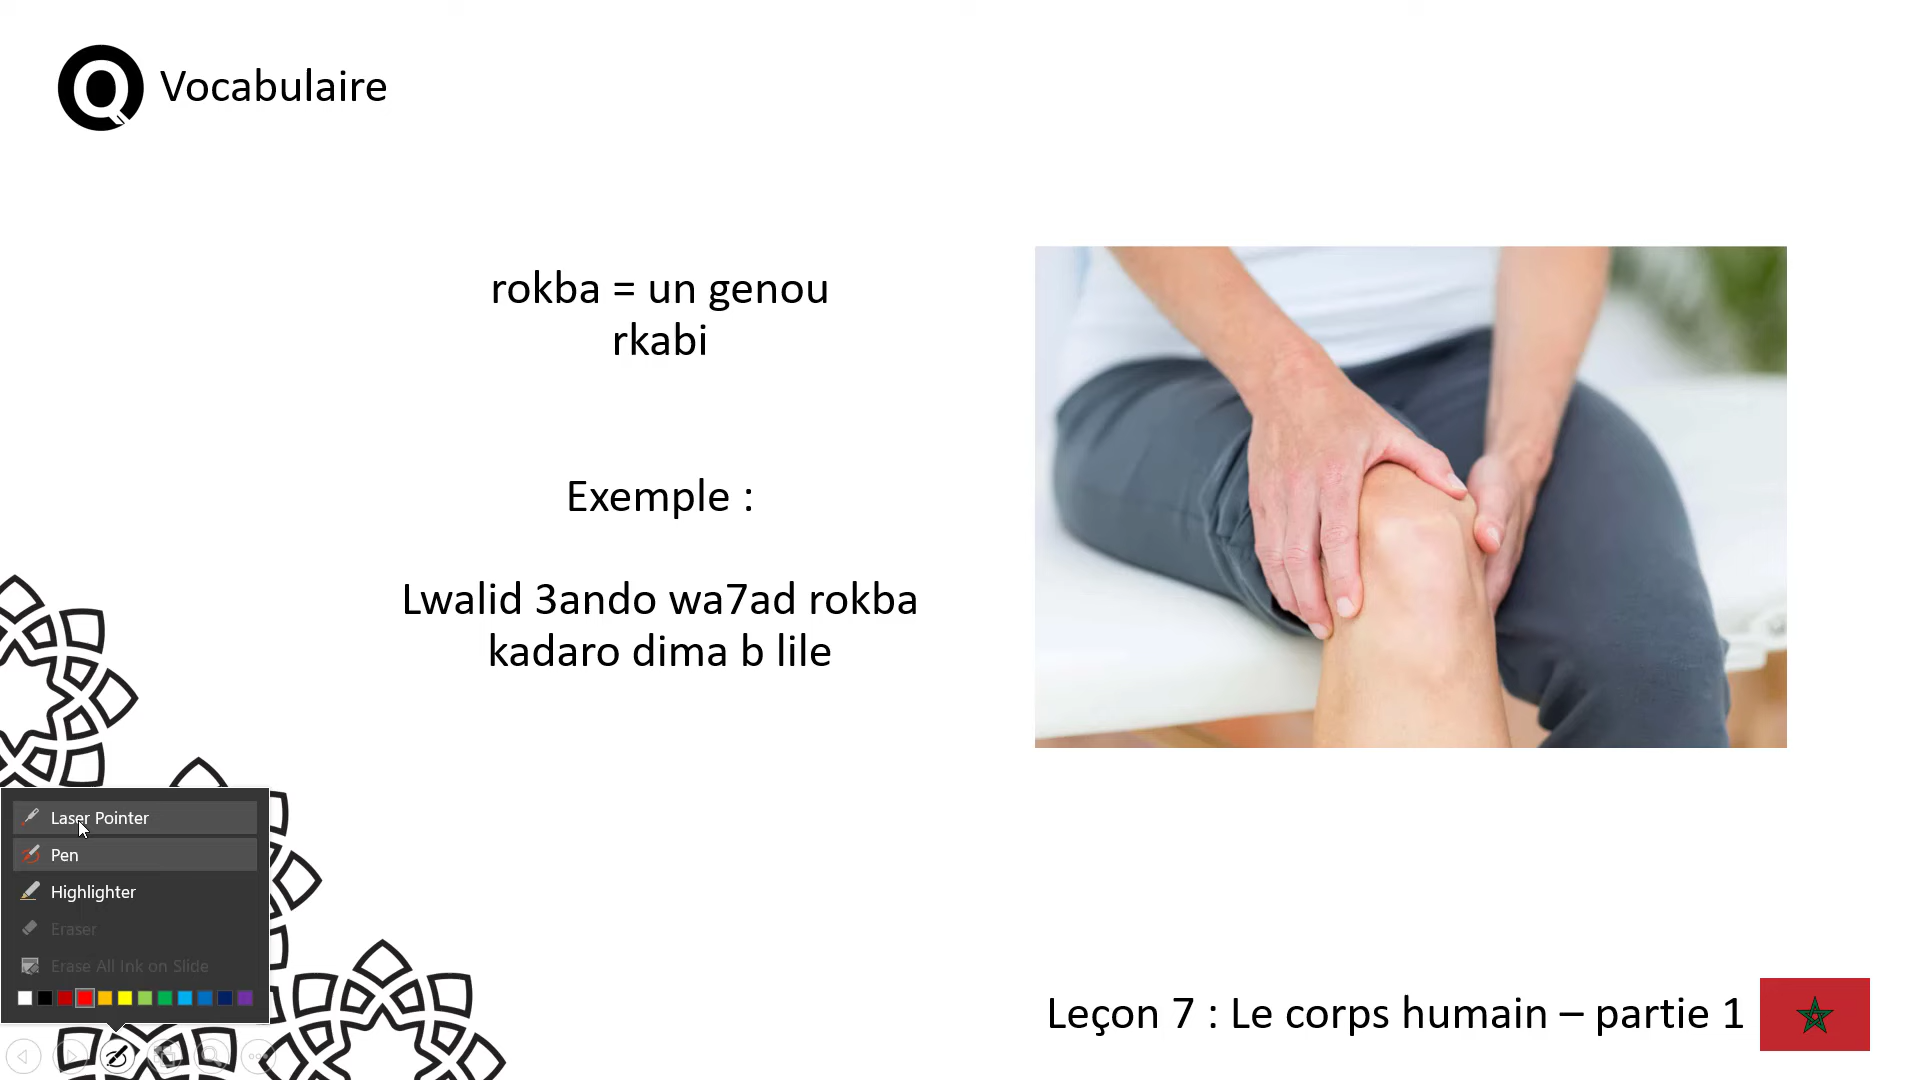 Q Vocabulaire
rokba = un genou
rkabi
Exemple :
Lwalid 3ando wa7ad rokba
kadaro dima b lile
Laser Pointer
Pen
Highlighter
Eraser
Erase All Ink on Slide
Leçon 7 : Le corps humain – partie 1